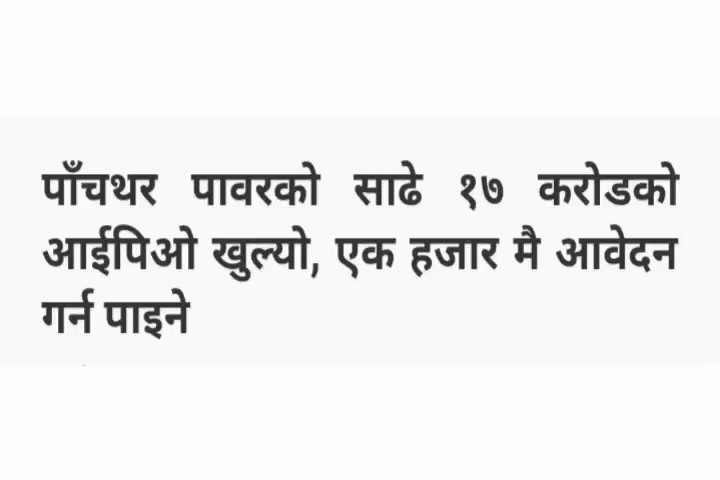 पाँचथर पावरको साढे १७ करोडको
आईपिओ खुल्यो, एक हजार मै आवेदन
गर्न पाइने